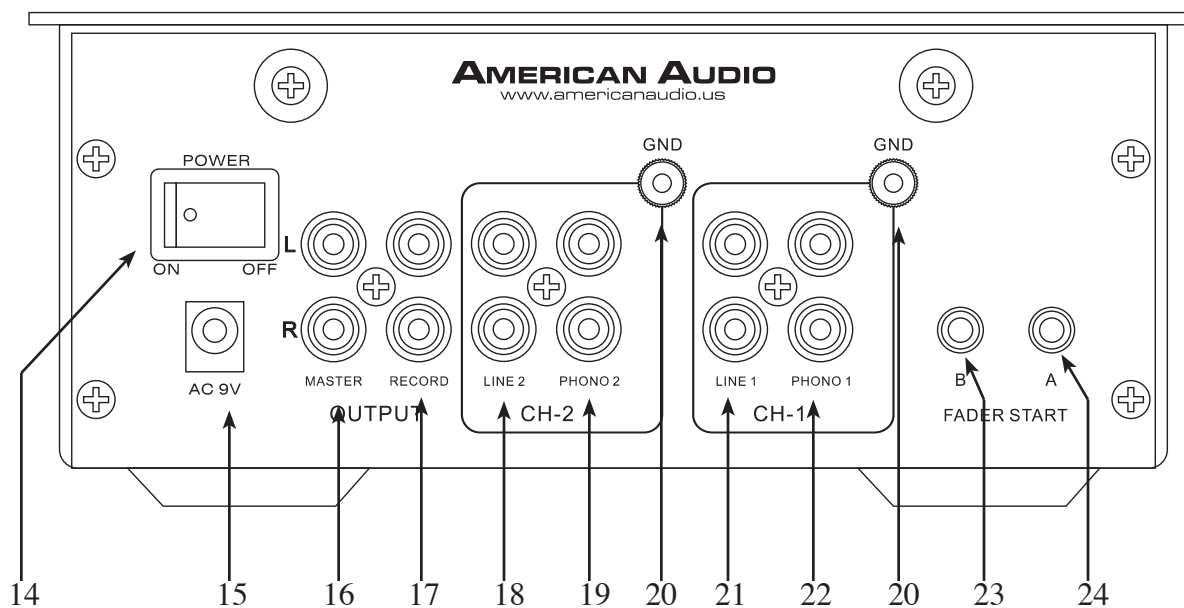 AMERICAN AUDIO
www.americanaudio.us
GND GND
POWER
L
ON OFF
R
AC 9V
MASTER RECORD LINE 2 PHONO 2 LINE 1 PHONO 1 B A
OUTPUT CH-2 CH-1 FADER START
14 15 16 17 18 19 20 21 22 20 23 24